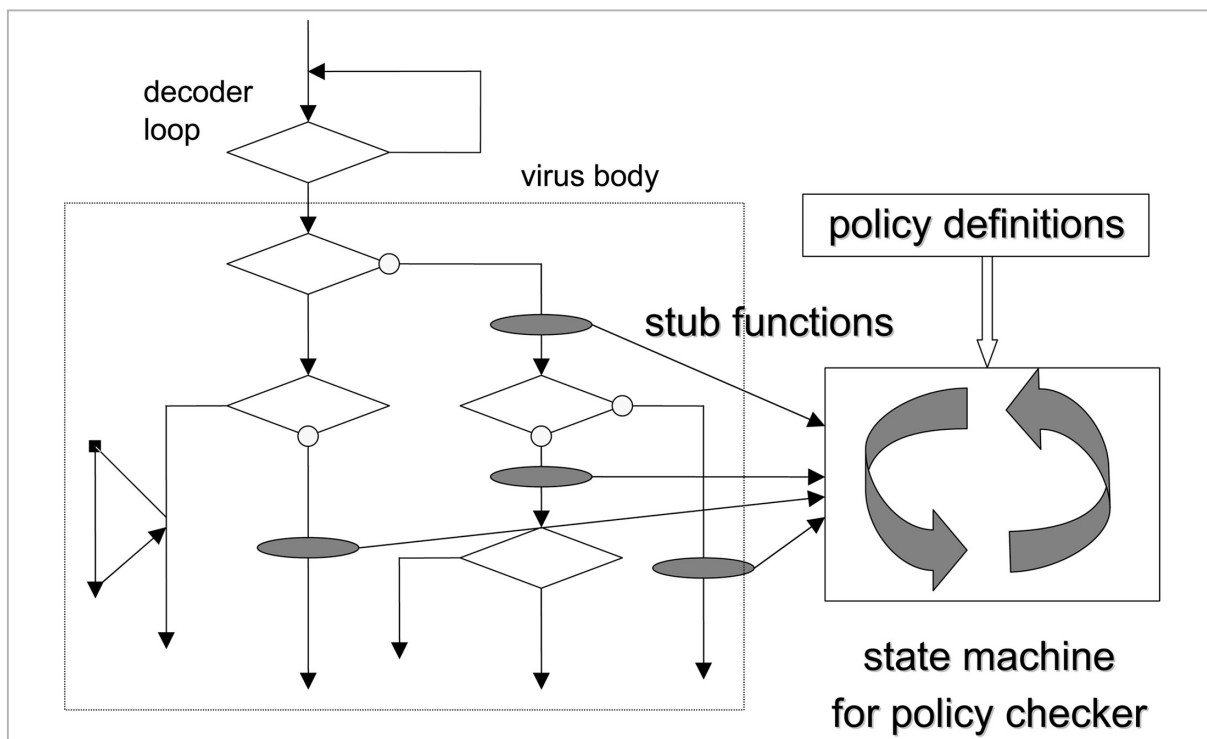 decoder
loop
virus body
policy definitions
stub functions
state machine
for policy checker